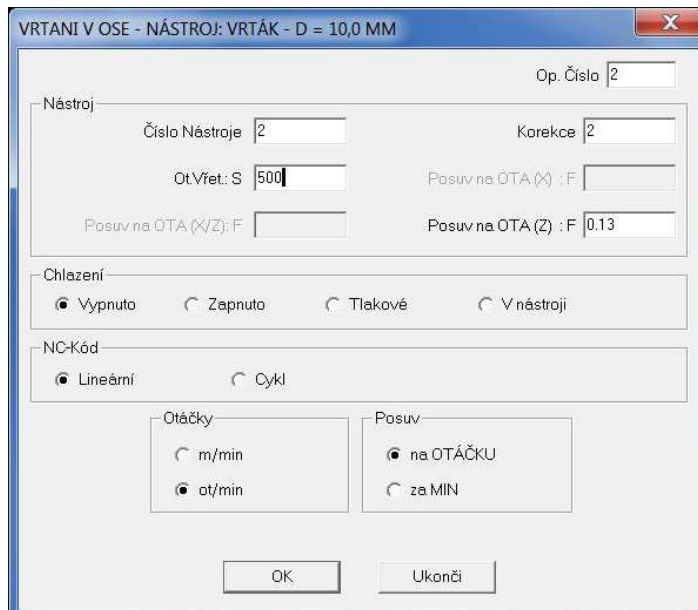 VRTANI V OSE - NÁSTROJ: VRTÁK - D = 10,0 MM
X
Op. Číslo 2
Nástroj
Číslo Nástroje 2 Korekce 2
Ot.Vřet.: S 500 Posuv na OTA (X) : F
Posuv na OTA (X/Z): F Posuv na OTA (Z) : F 0.13
Chlazení
Vypnuto Zapnuto Tlakové V nástroji
NC-Kód
Lineární Cykl
Otáčky Posuv
m/min na OTÁČKU
ot/min za MIN
OK Ukonči